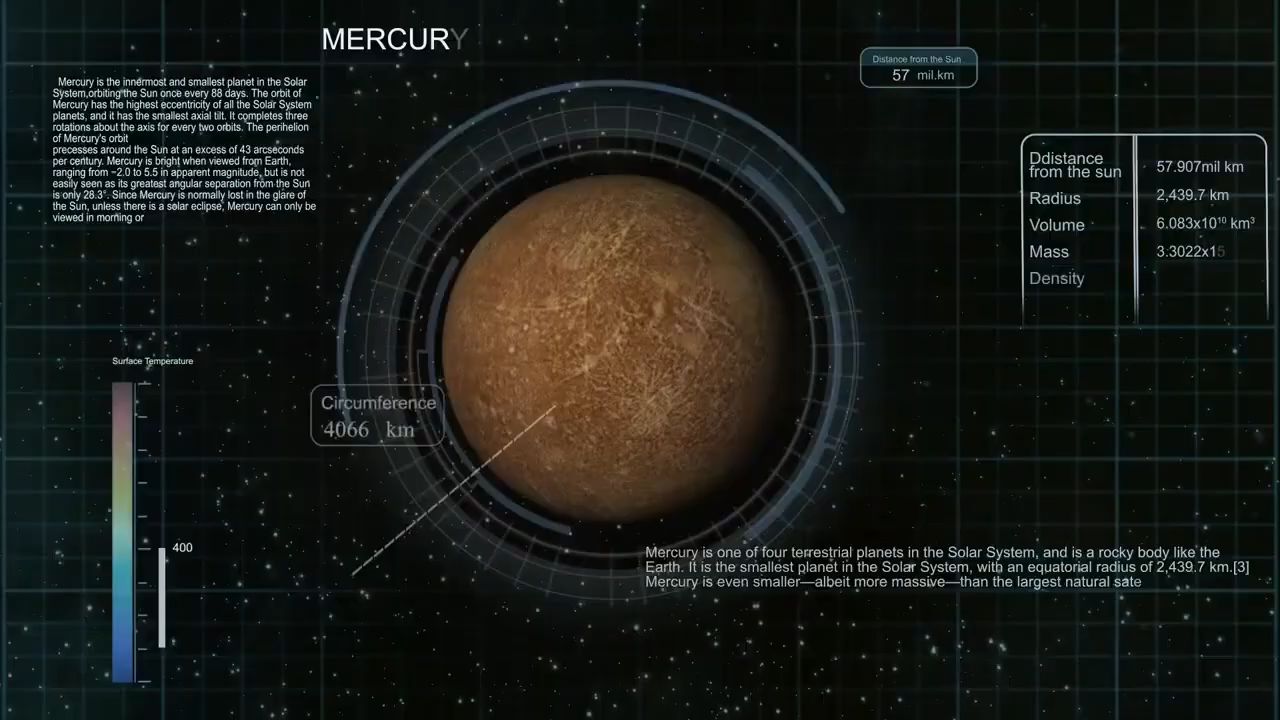 MERCURY
Mercury is the innermost and smallest planet in the Solar
System,orbiting the Sun once every 88 days. The orbit of
Mercury has the highest eccentricity of all the Solar System
planets, and it has the smallest axial tilt. It completes three
rotations about the axis for every two orbits. The perihelion
of Mercury's orbit
precesses around the Sun at an excess of 43 arcseconds
per century. Mercury is bright when viewed from Earth,
ranging from −2.0 to 5.5 in apparent magnitude, but is not
easily seen as its greatest angular separation from the Sun
is only 28.3°. Since Mercury is normally lost in the glare of
the Sun, unless there is a solar eclipse, Mercury can only be
viewed in morning or
Distance from the Sun
57 mil.km
Ddistance
from the sun 57.907mil km
Radius 2,439.7 km
Volume 6.083x10¹⁰ km³
Mass 3.3022x15
Density
Surface Temperature
400
Circumference
4066 km
Mercury is one of four terrestrial planets in the Solar System, and is a rocky body like the
Earth. It is the smallest planet in the Solar System, with an equatorial radius of 2,439.7 km.[3]
Mercury is even smaller—albeit more massive—than the largest natural sate